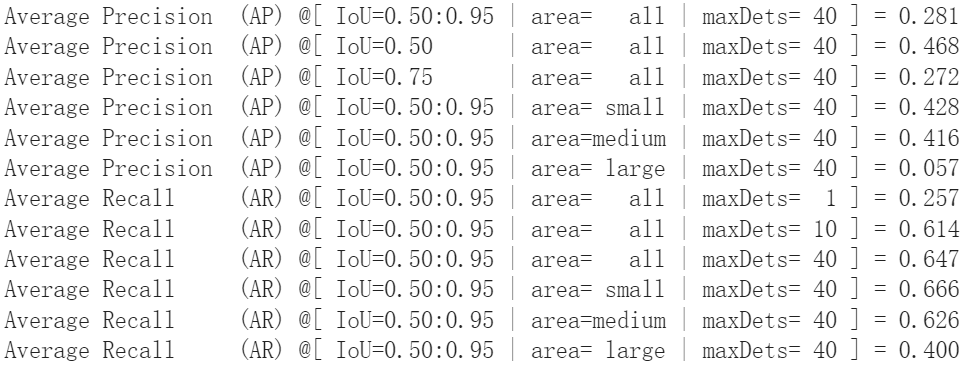 Average Precision  (AP) @[ IoU=0.50:0.95 | area=   all | maxDets= 40 ] = 0.281
Average Precision  (AP) @[ IoU=0.50      | area=   all | maxDets= 40 ] = 0.468
Average Precision  (AP) @[ IoU=0.75      | area=   all | maxDets= 40 ] = 0.272
Average Precision  (AP) @[ IoU=0.50:0.95 | area= small | maxDets= 40 ] = 0.428
Average Precision  (AP) @[ IoU=0.50:0.95 | area=medium | maxDets= 40 ] = 0.416
Average Precision  (AP) @[ IoU=0.50:0.95 | area= large | maxDets= 40 ] = 0.057
Average Recall     (AR) @[ IoU=0.50:0.95 | area=   all | maxDets=  1 ] = 0.257
Average Recall     (AR) @[ IoU=0.50:0.95 | area=   all | maxDets= 10 ] = 0.614
Average Recall     (AR) @[ IoU=0.50:0.95 | area=   all | maxDets= 40 ] = 0.647
Average Recall     (AR) @[ IoU=0.50:0.95 | area= small | maxDets= 40 ] = 0.666
Average Recall     (AR) @[ IoU=0.50:0.95 | area=medium | maxDets= 40 ] = 0.626
Average Recall     (AR) @[ IoU=0.50:0.95 | area= large | maxDets= 40 ] = 0.400